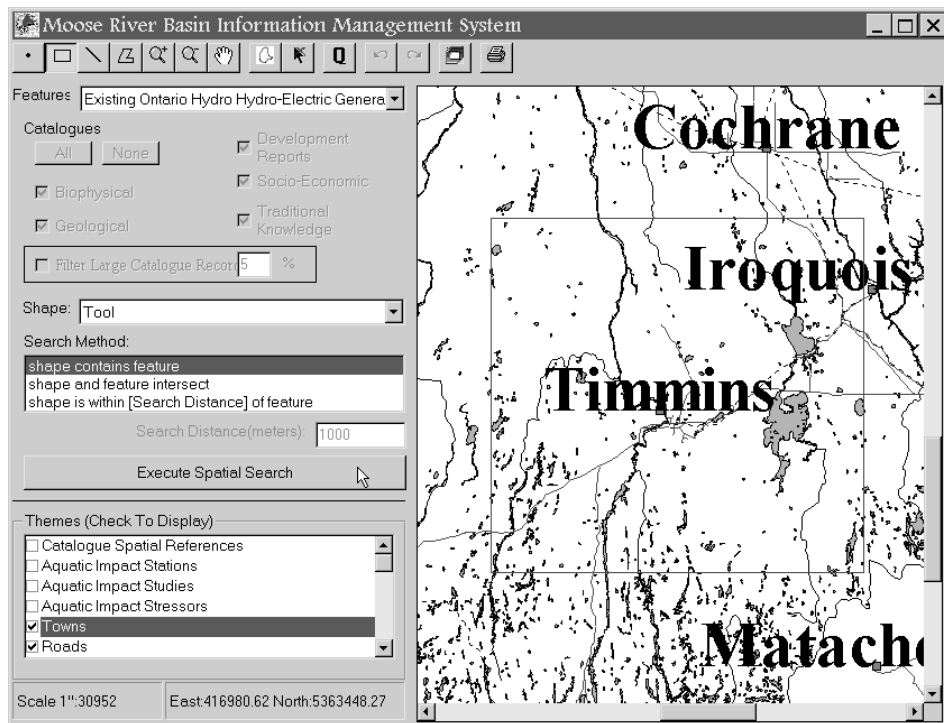 Moose River Basin Information Management System
Q
Features Existing Ontario Hydro Hydro-Electric Genera
Catalogues
All None
Development
Reports
Biophysical
Socio-Economic
Geological
Traditional
Knowledge
Filter Large Catalogue Record 5 %
Shape: Tool
Search Method:
shape contains feature
shape and feature intersect
shape is within [Search Distance] of feature
Search Distance(meters): 1000
Execute Spatial Search
Themes (Check To Display)
Catalogue Spatial References
Aquatic Impact Stations
Aquatic Impact Studies
Aquatic Impact Stressors
Towns
Roads
Scale 1":30952 East:416980.62 North:5363448.27
Cochrane
Iroquois
Timmins
Matache